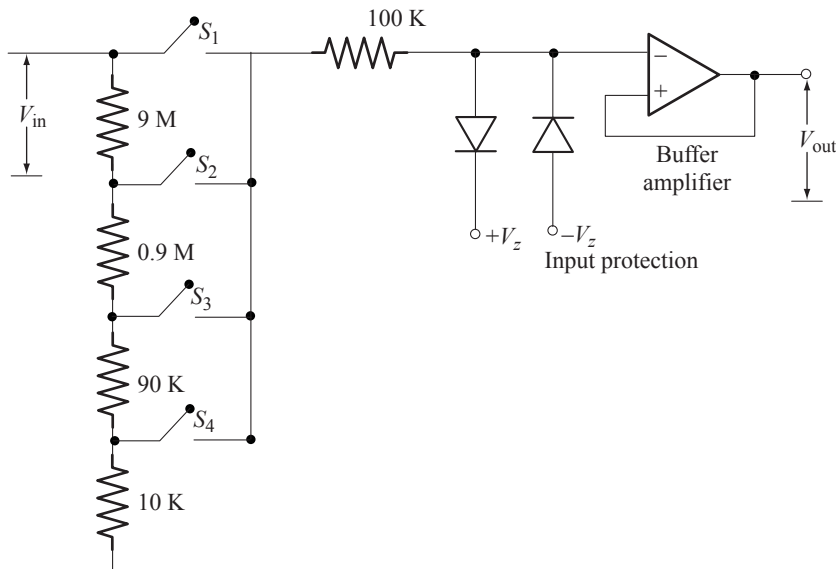 S1
100 K
−
+
Vin
9 M
S2
Buffer
amplifier
Vout
0.9 M
+Vz
−Vz
Input protection
S3
90 K
S4
10 K